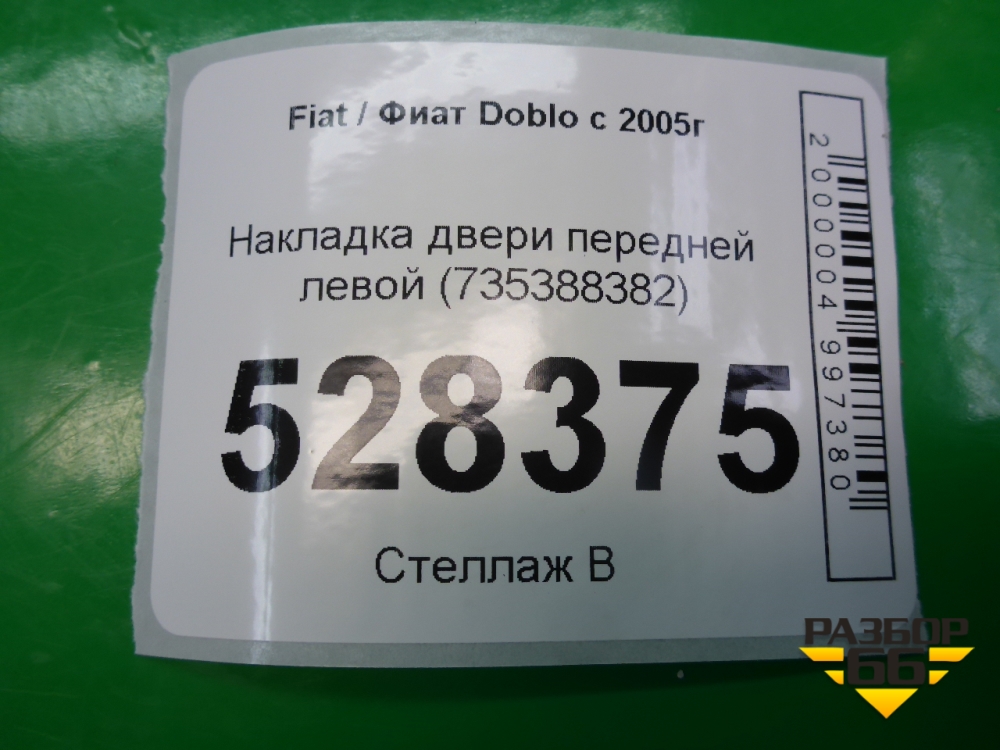 Fiat / Фиат Doblo с 2005г
Накладка двери передней
левой (735388382)
528375
Стеллаж В
2000004997380
РАЗБОР
66